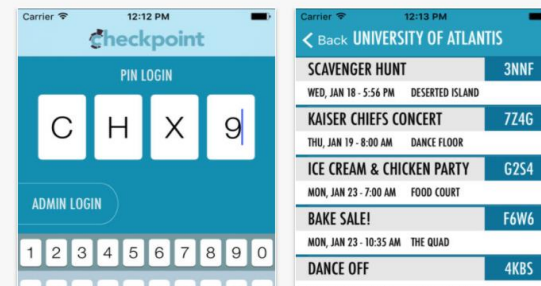 Carrier 12:12 PM
Checkpoint
PIN LOGIN
C H X 9
ADMIN LOGIN
1 2 3 4 5 6 7 8 9 0
Carrier 12:13 PM
Back UNIVERSITY OF ATLANTIS
SCAVENGER HUNT 3NNF
WED, JAN 18 - 5:56 PM DESERTED ISLAND
KAISER CHIEFS CONCERT 7Z4G
THU, JAN 19 - 8:00 AM DANCE FLOOR
ICE CREAM & CHICKEN PARTY G2S4
MON, JAN 23 - 7:00 AM FOOD COURT
BAKE SALE! F6W6
MON, JAN 23 - 10:35 AM THE QUAD
DANCE OFF 4KBS